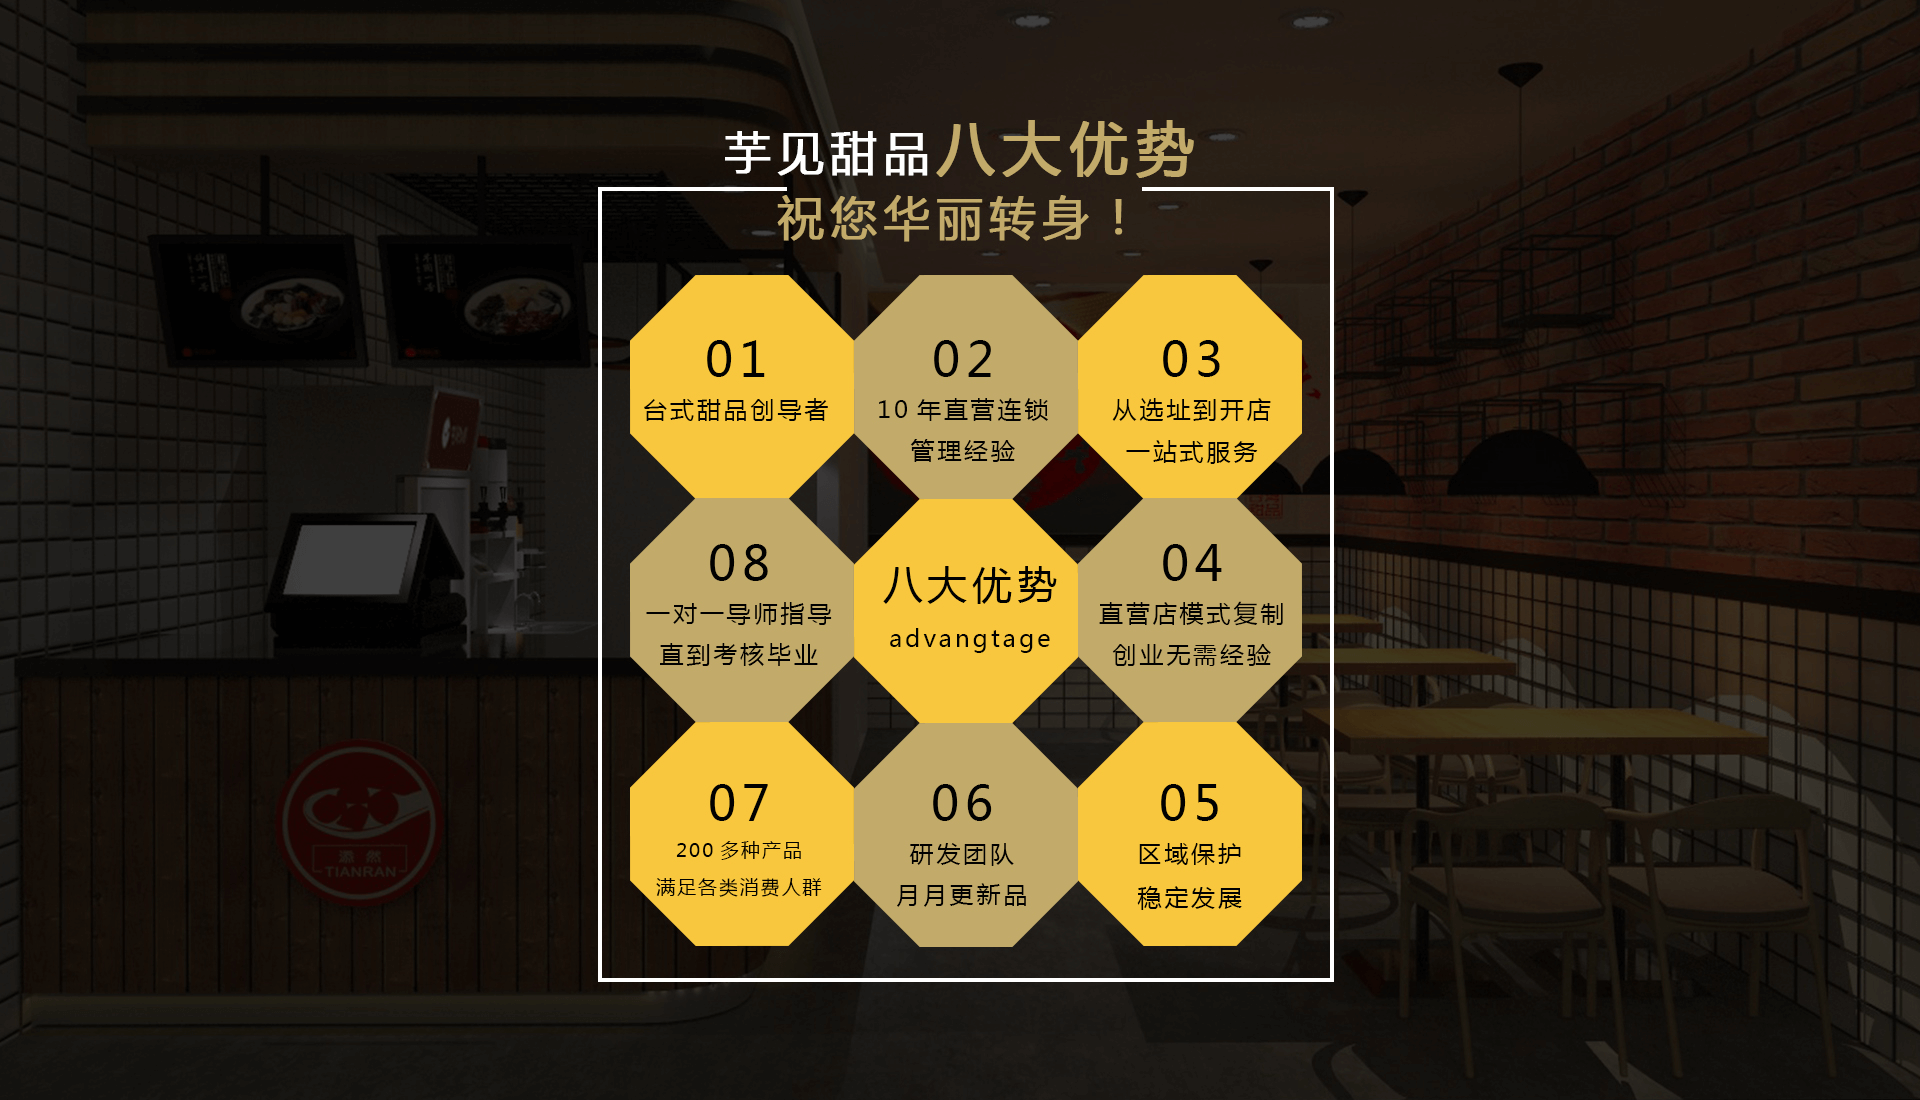 芋见甜品八大优势
祝您华丽转身！
01
台式甜品创导者
02
10 年直营连锁
管理经验
03
从选址到开店
一站式服务
08
一对一导师指导
直到考核毕业
八大优势
advangtage
04
直营店模式复制
创业无需经验
07
200 多种产品
满足各类消费人群
06
研发团队
月月更新品
05
区域保护
稳定发展
TIANRAN